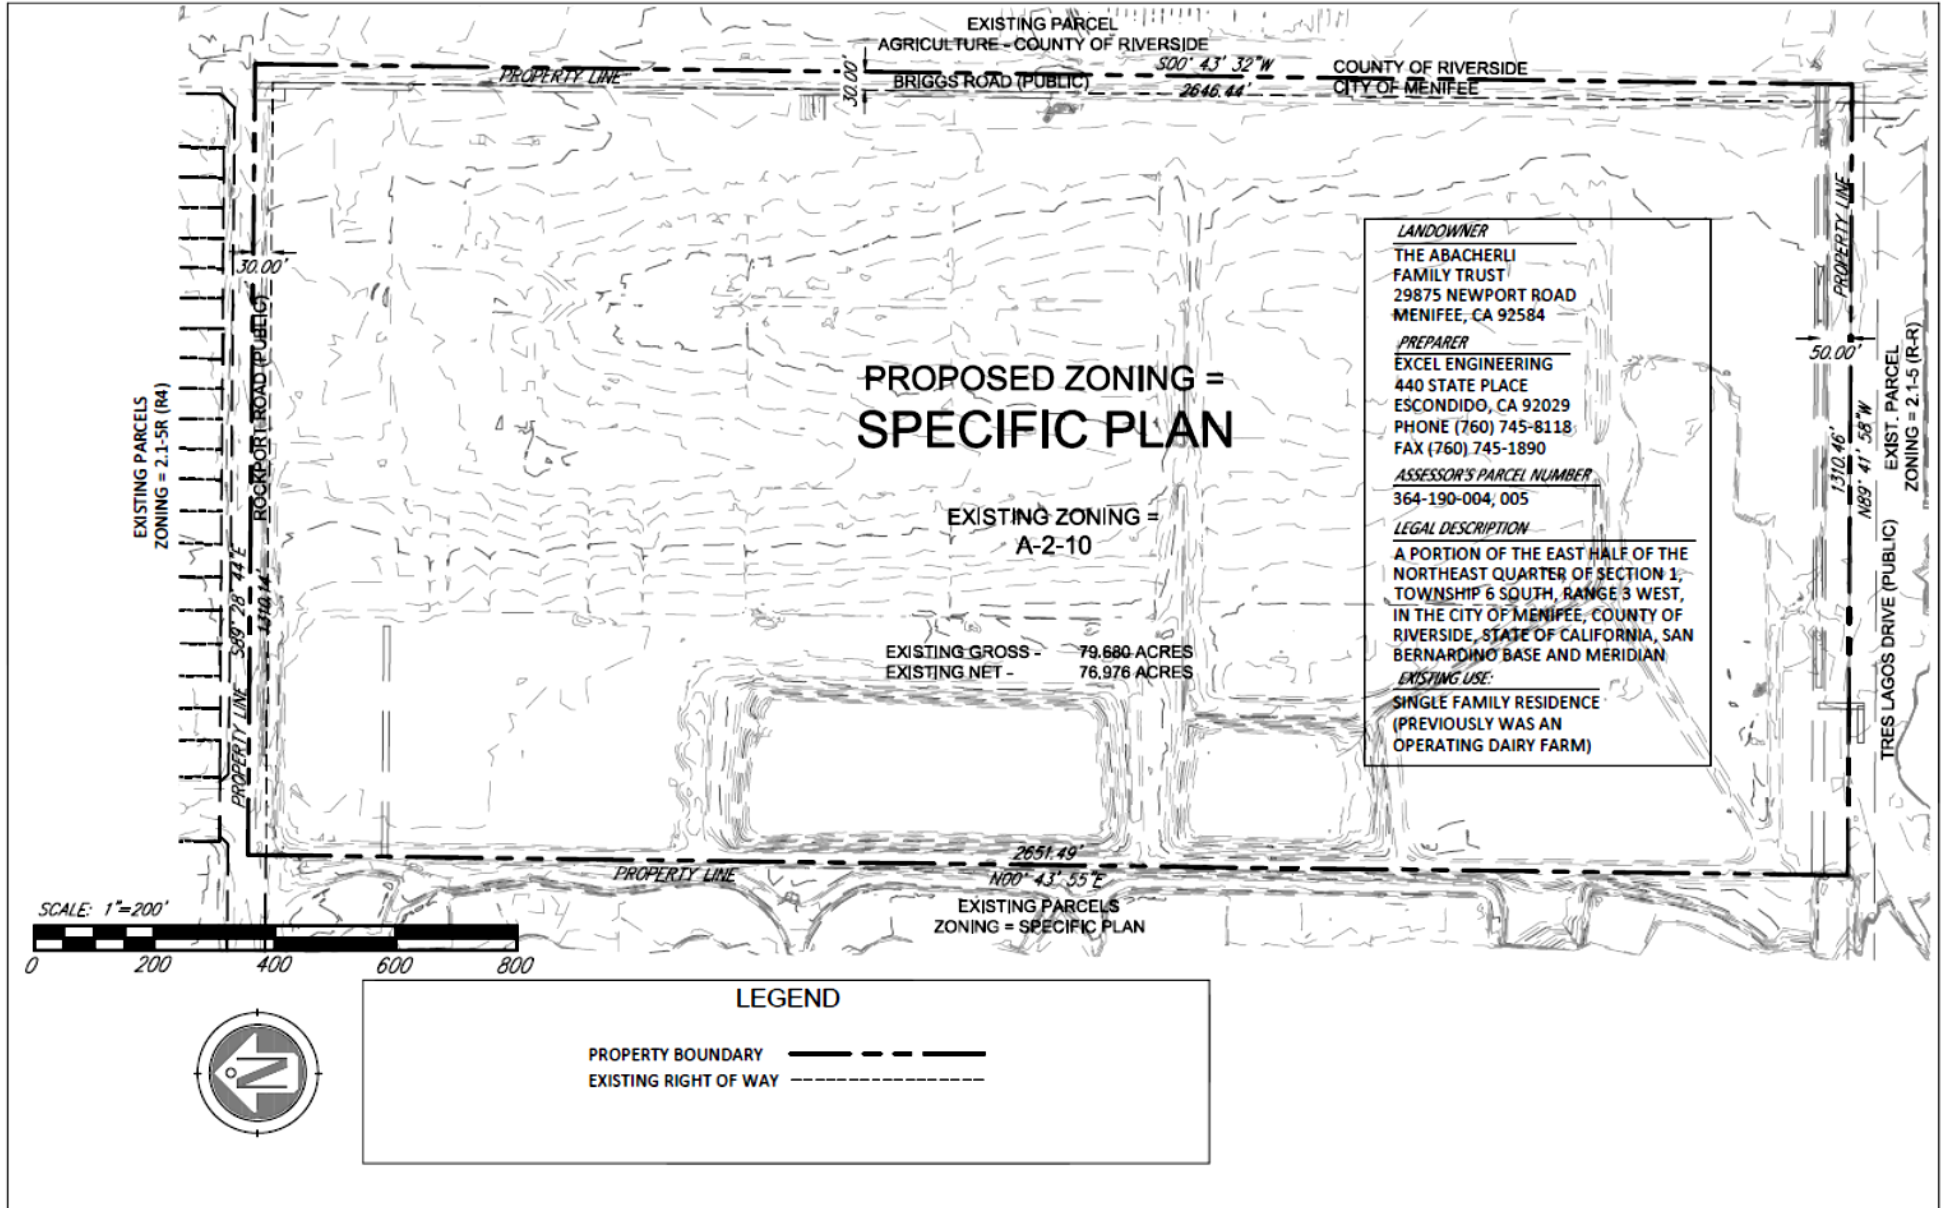 EXISTING PARCEL
AGRICULTURE - COUNTY OF RIVERSIDE
PROPERTY LINE
30.00'
BRIGGS ROAD (PUBLIC)
S00° 43' 32"W
2646.44'
COUNTY OF RIVERSIDE
CITY OF MENIFEE
30.00'
ROCKPORT ROAD (PUBLIC)
EXISTING PARCELS
ZONING = 2.1-5R (R4)
S89° 28' 44"E
1310.14'
PROPERTY LINE
PROPOSED ZONING =
SPECIFIC PLAN
EXISTING ZONING =
A-2-10
EXISTING GROSS - 79.680 ACRES
EXISTING NET - 76.976 ACRES
LANDOWNER
THE ABACHERLI
FAMILY TRUST
29875 NEWPORT ROAD
MENIFEE, CA 92584
PREPARER
EXCEL ENGINEERING
440 STATE PLACE
ESCONDIDO, CA 92029
PHONE (760) 745-8118
FAX (760) 745-1890
ASSESSOR'S PARCEL NUMBER
364-190-004, 005
LEGAL DESCRIPTION
A PORTION OF THE EAST HALF OF THE
NORTHEAST QUARTER OF SECTION 1,
TOWNSHIP 6 SOUTH, RANGE 3 WEST,
IN THE CITY OF MENIFEE, COUNTY OF
RIVERSIDE, STATE OF CALIFORNIA, SAN
BERNARDINO BASE AND MERIDIAN
EXISTING USE:
SINGLE FAMILY RESIDENCE
(PREVIOUSLY WAS AN
OPERATING DAIRY FARM)
PROPERTY LINE
50.00'
1310.46'
N89° 41' 58"W
EXIST. PARCEL
ZONING = 2.1-5 (R-R)
TRES LAGOS DRIVE (PUBLIC)
PROPERTY LINE
2651.49'
N00° 43' 55"E
EXISTING PARCELS
ZONING = SPECIFIC PLAN
SCALE: 1"=200'
0 200 400 600 800
N
LEGEND
PROPERTY BOUNDARY
EXISTING RIGHT OF WAY